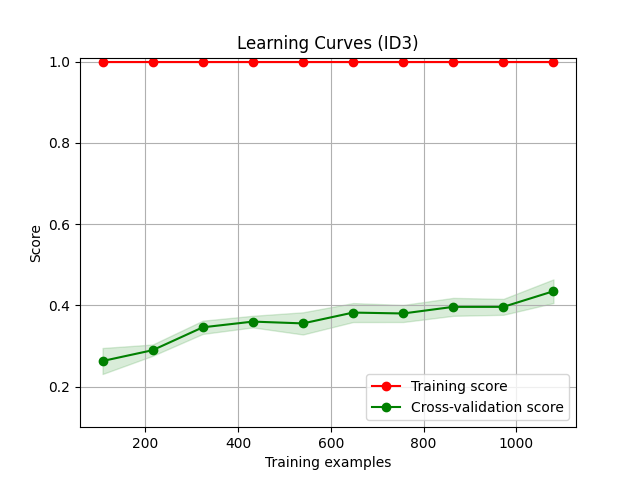 Learning Curves (ID3)
1.0
0.8
0.6
0.4
0.2
Score
200 400 600 800 1000
Training examples
Training score
Cross-validation score